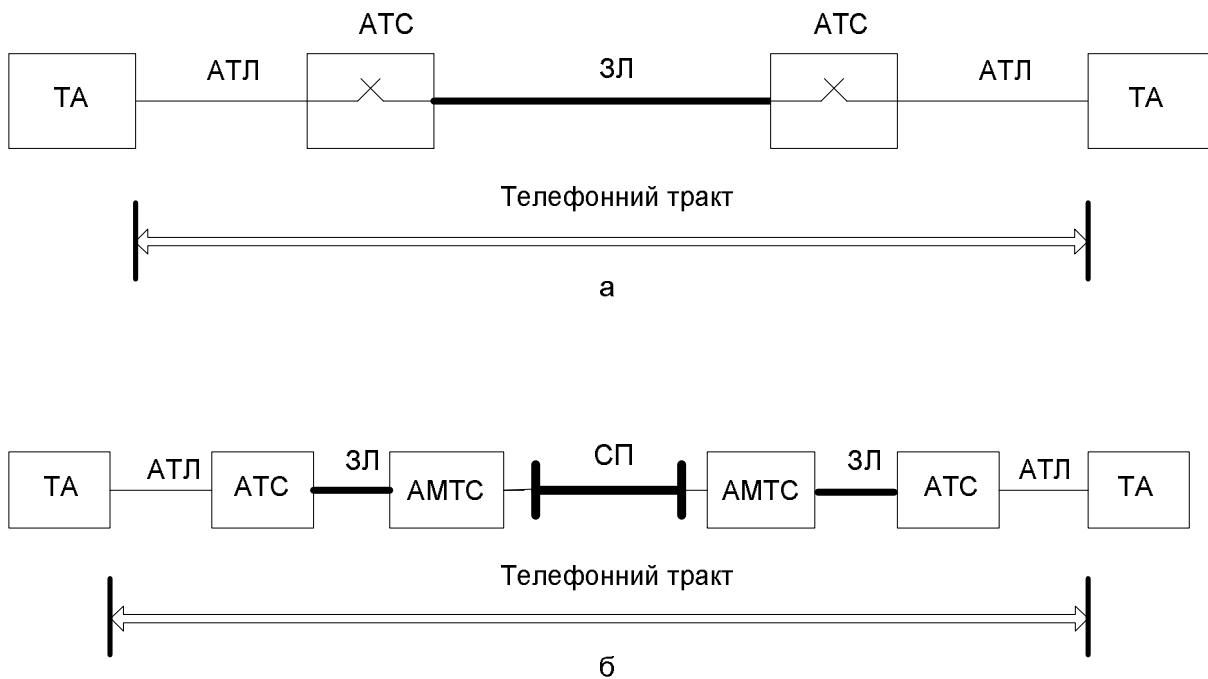 АТС
АТС
ТА
АТЛ
ЗЛ
АТЛ
ТА
Телефонний тракт
а
ТА
АТЛ
АТС
ЗЛ
АМТС
СП
АМТС
ЗЛ
АТС
АТЛ
ТА
Телефонний тракт
б